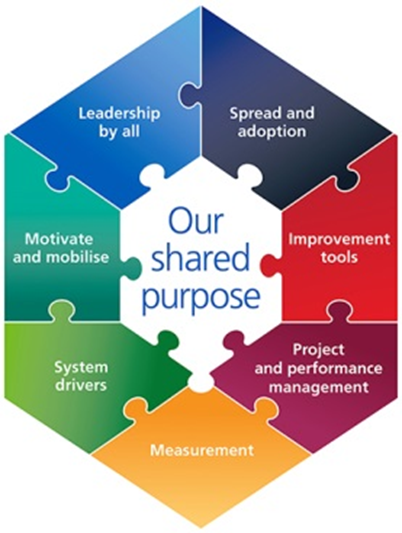 Leadership
by all
Spread and
adoption
Motivate
and mobilise
Our
shared
purpose
Improvement
tools
System
drivers
Project
and performance
management
Measurement